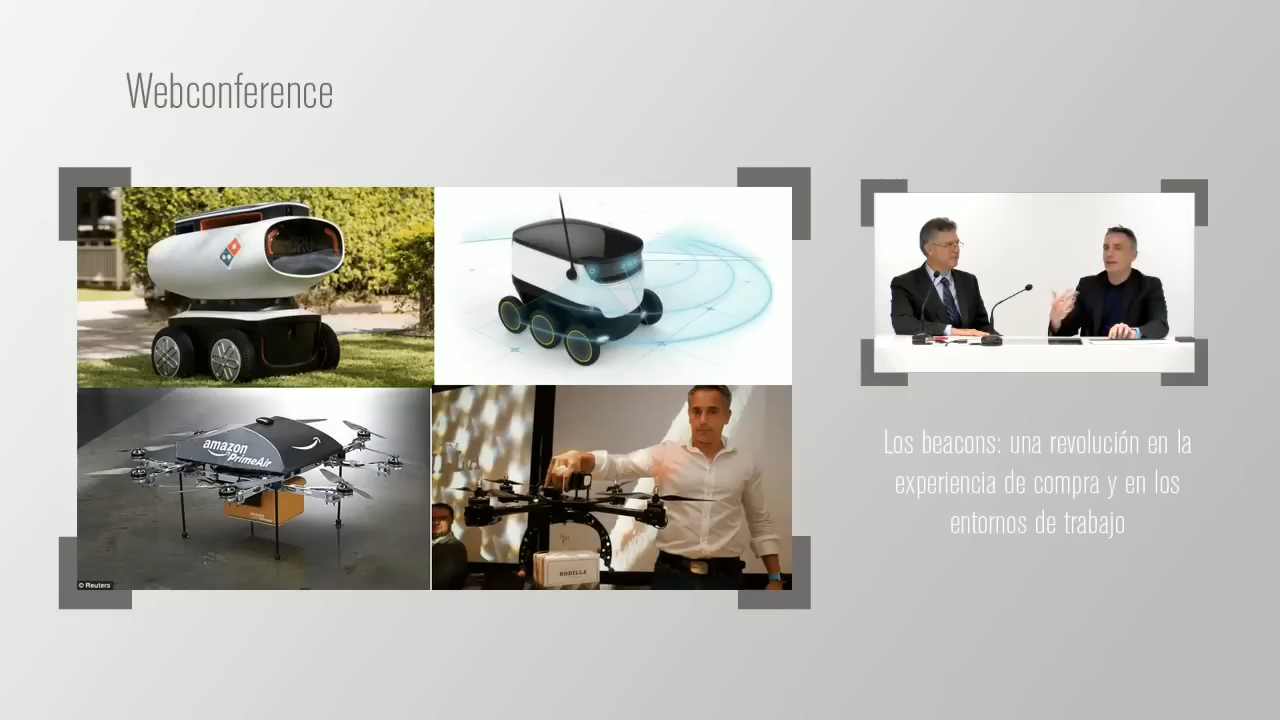 Webconference
amazon
PrimeAir
RODILLA
© Reuters
Los beacons: una revolución en la
experiencia de compra y en los
entornos de trabajo